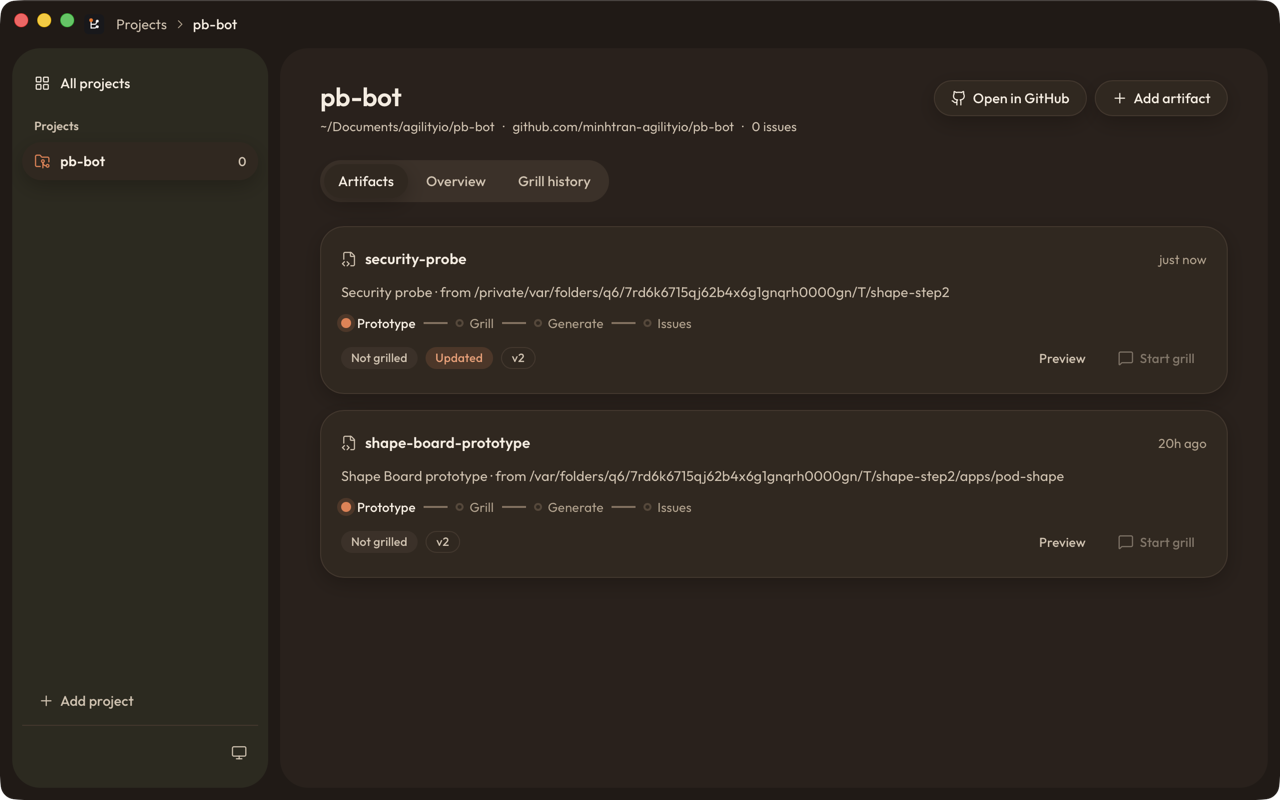 Projects > pb-bot
All projects
Projects
pb-bot 0
Add project
pb-bot
Open in GitHub
Add artifact
~/Documents/agilityio/pb-bot · github.com/minhtran-agilityio/pb-bot · 0 issues
Artifacts Overview Grill history
security-probe just now
Security probe · from /private/var/folders/q6/7rd6k6715qj62b4x6g1gnqrh0000gn/T/shape-step2
Prototype Grill Generate Issues
Not grilled Updated v2 Preview Start grill
shape-board-prototype 20h ago
Shape Board prototype · from /var/folders/q6/7rd6k6715qj62b4x6g1gnqrh0000gn/T/shape-step2/apps/pod-shape
Prototype Grill Generate Issues
Not grilled v2 Preview Start grill